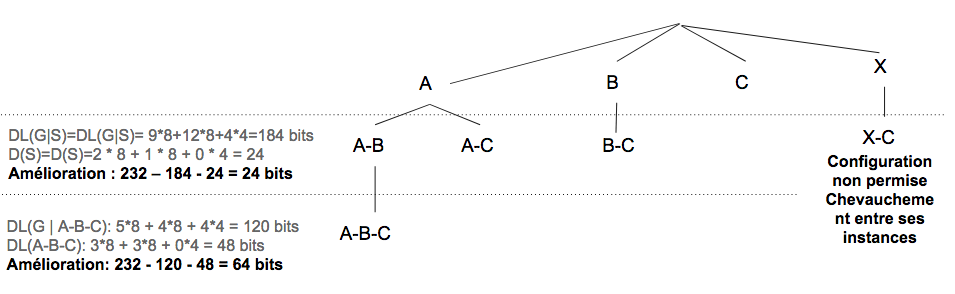 X
A
B
C
DL(G|S)=DL(G|S)= 9*8+12*8+4*4=184 bits
D(S)=D(S)=2 * 8 + 1 * 8 + 0 * 4 = 24
Amélioration : 232 – 184 - 24 = 24 bits
A-B
A-C
B-C
X-C
Configuration
non permise
Chevaucheme
nt entre ses
instances
DL(G | A-B-C): 5*8 + 4*8 + 4*4 = 120 bits
DL(A-B-C): 3*8 + 3*8 + 0*4 = 48 bits
Amélioration: 232 - 120 - 48 = 64 bits
A-B-C